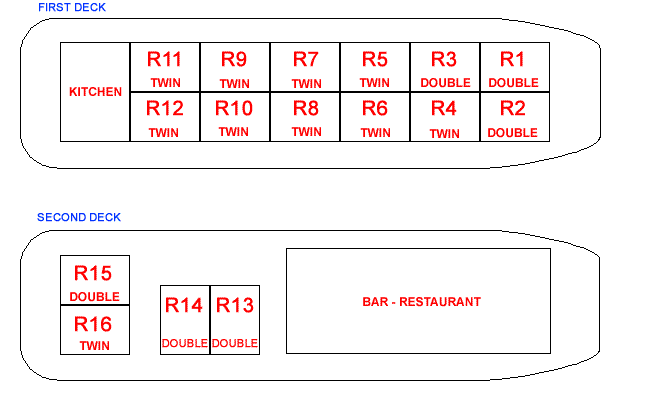 FIRST DECK
R11 R9 R7 R5 R3 R1
TWIN TWIN TWIN TWIN DOUBLE DOUBLE
KITCHEN
R12 R10 R8 R6 R4 R2
TWIN TWIN TWIN TWIN TWIN DOUBLE
SECOND DECK
R15
DOUBLE
R16
TWIN
R14 R13
DOUBLE DOUBLE
BAR - RESTAURANT